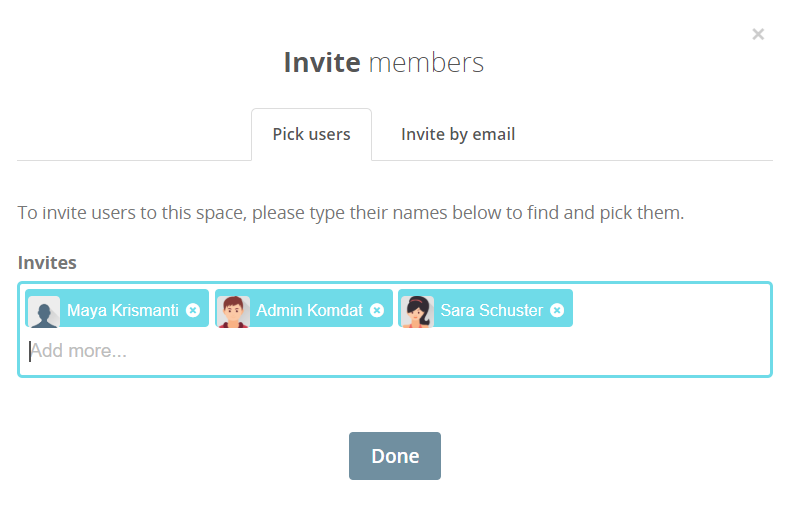 Invite members
Pick users
Invite by email
To invite users to this space, please type their names below to find and pick them.
Invites
Maya Krismanti
Admin Komdat
Sara Schuster
Add more...
Done